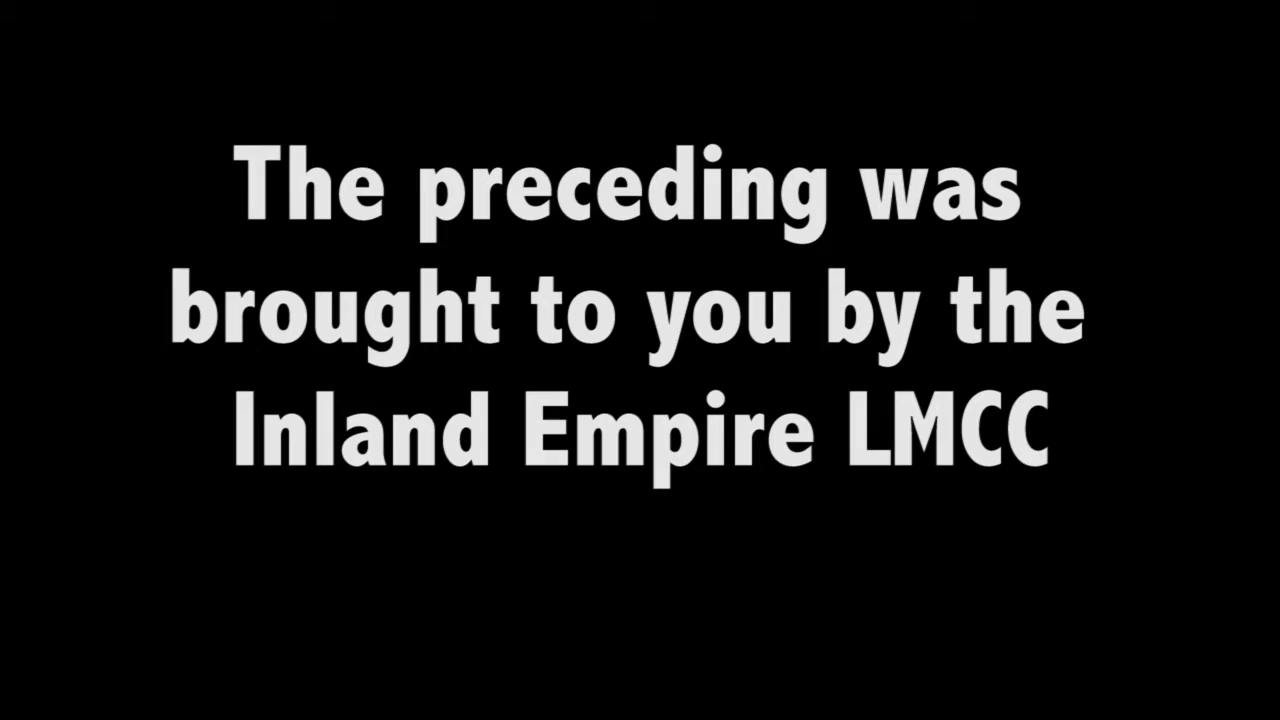 The preceding was
brought to you by the
Inland Empire LMCC